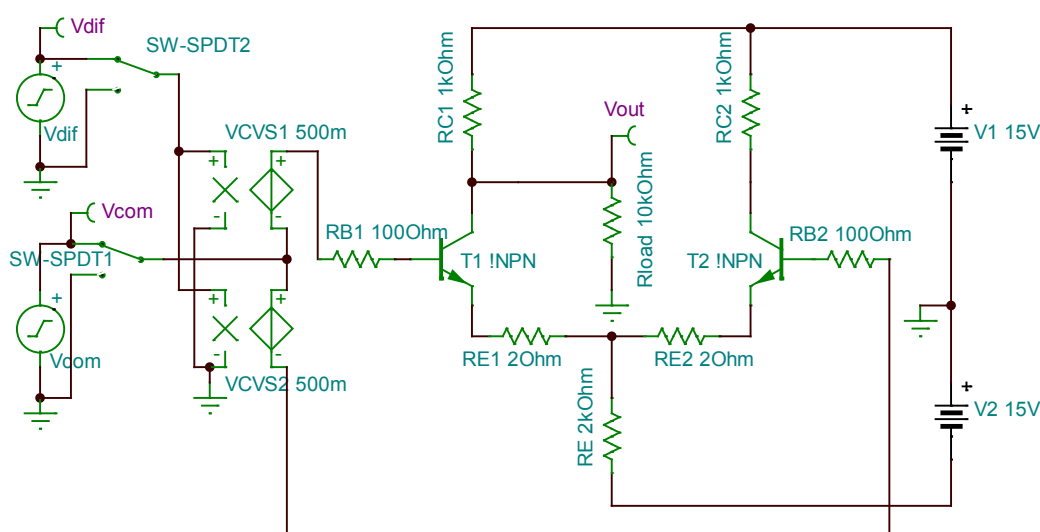 Vdif
SW-SPDT2
+
Vdif
VCVS1 500m
+
+
-
-
Vcom
SW-SPDT1
+
Vcom
+
+
-
-
VCVS2 500m
RB1 100Ohm
RC1 1kOhm
Vout
Rload 10kOhm
T1 !NPN
RE1 2Ohm
RE2 2Ohm
RE 2kOhm
RC2 1kOhm
T2 !NPN
RB2 100Ohm
+
V1 15V
+
V2 15V